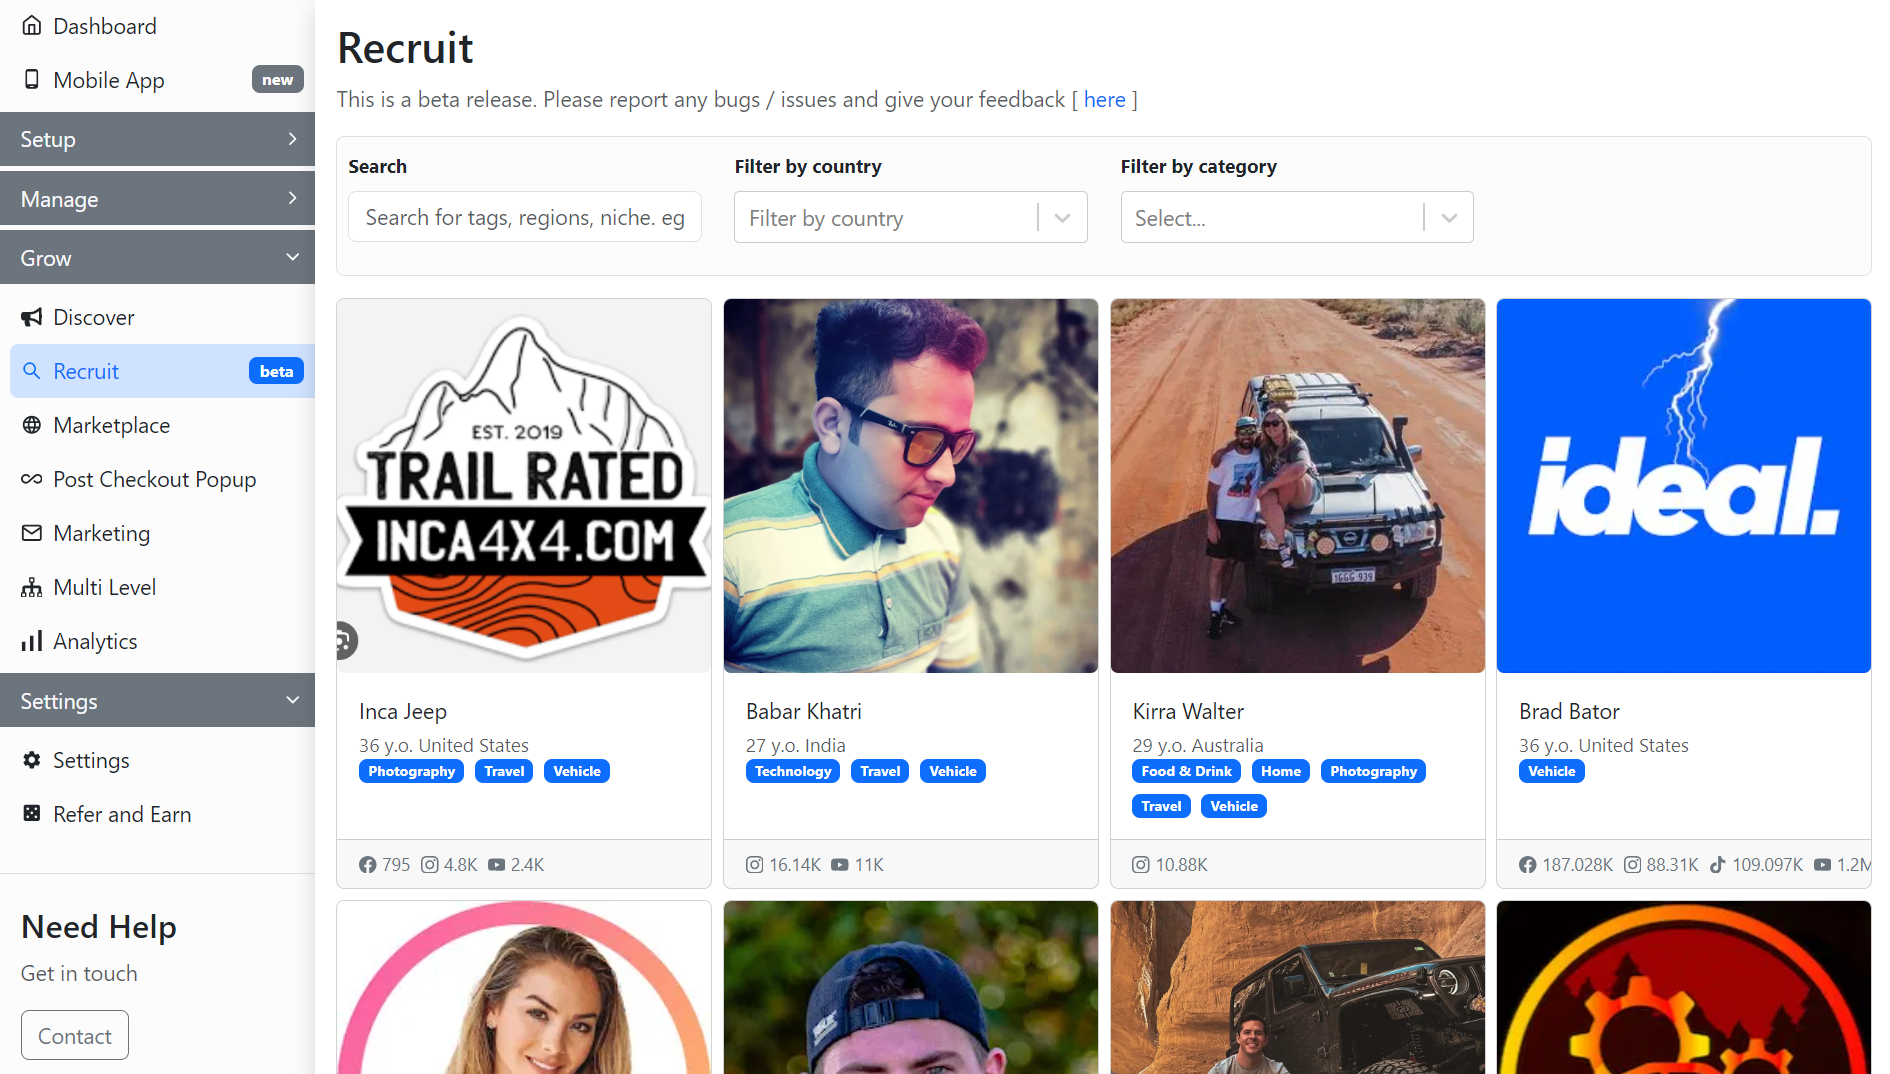 Dashboard
Mobile App new
Setup
Manage
Grow
Discover
Recruit beta
Marketplace
Post Checkout Popup
Marketing
Multi Level
Analytics
Settings
Settings
Refer and Earn
Need Help
Get in touch
Contact
Recruit
This is a beta release. Please report any bugs / issues and give your feedback [ here ]
Search
Search for tags, regions, niche. eg
Filter by country
Filter by country
Filter by category
Select...
EST. 2019
TRAIL RATED
INCA4X4.COM
Inca Jeep
36 y.o. United States
Photography Travel Vehicle
795 4.8K 2.4K
Babar Khatri
27 y.o. India
Technology Travel Vehicle
16.14K 11K
1GGG 939
Kirra Walter
29 y.o. Australia
Food & Drink Home Photography
Travel Vehicle
10.88K
ideal.
Brad Bator
36 y.o. United States
Vehicle
187.028K 88.31K 109.097K 1.2M